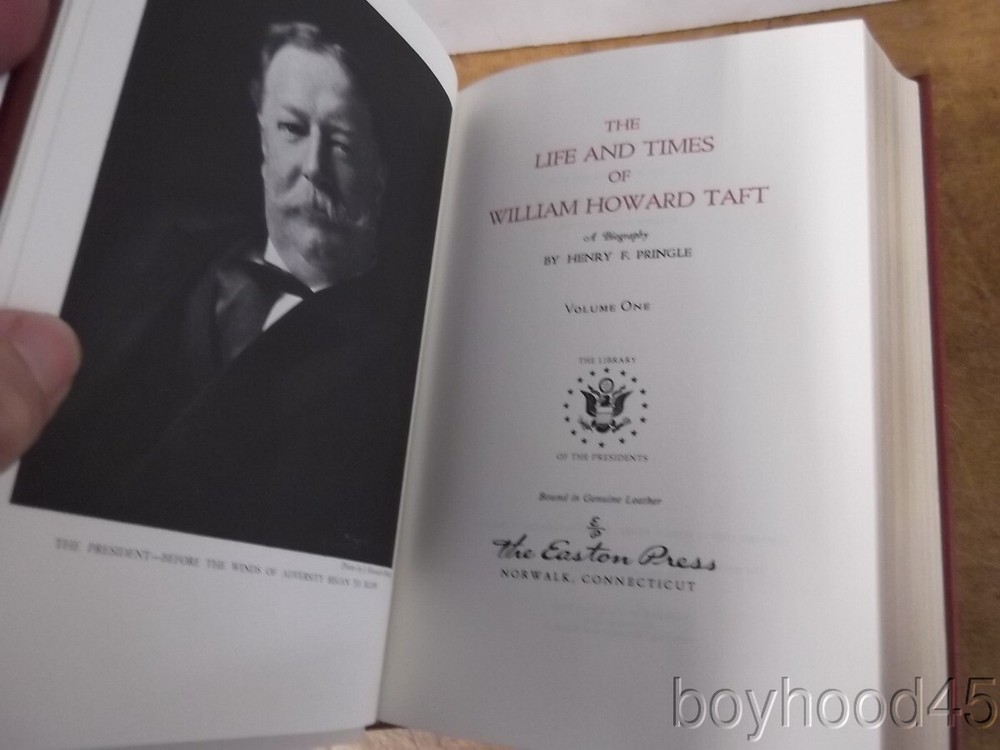 THE PRESIDENT—BEFORE THE WINDS OF ADVERSITY BEGAN TO BLOW
THE
LIFE AND TIMES
OF
WILLIAM HOWARD TAFT
A Biography
BY HENRY F. PRINGLE
VOLUME ONE
THE LIBRARY
OF THE PRESIDENTS
Bound in Genuine Leather
E/P
the Easton Press
NORWALK, CONNECTICUT
boyhood45